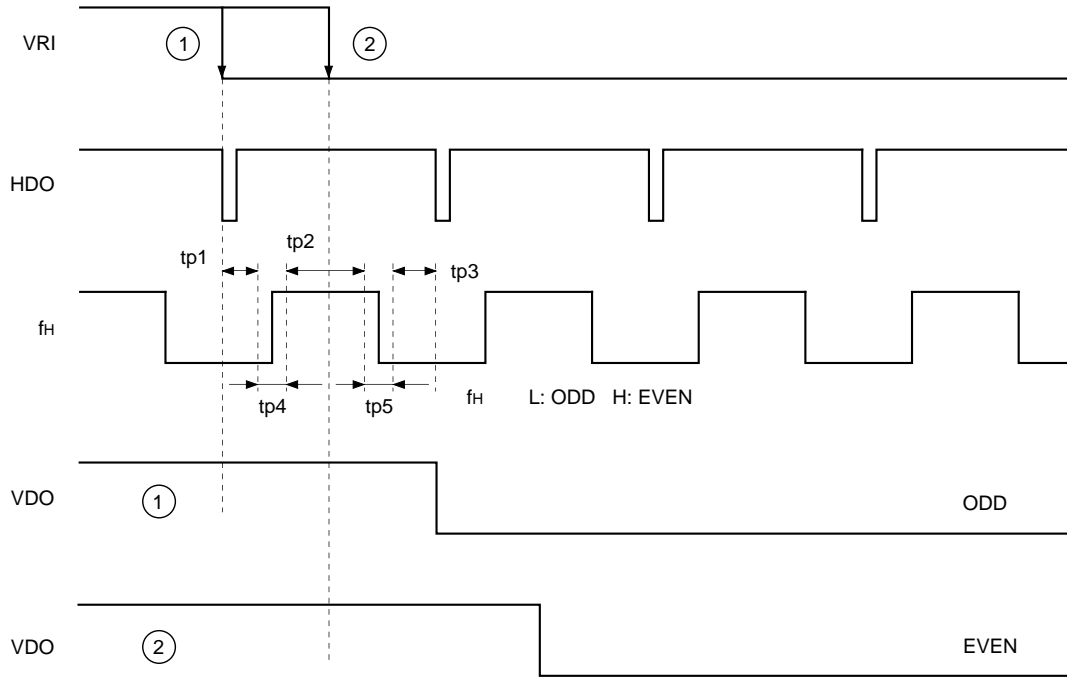 VRI ① ②
HDO
tp1 tp2 tp3
fH
tp4 tp5 fH L: ODD H: EVEN
VDO ① ODD
VDO ② EVEN